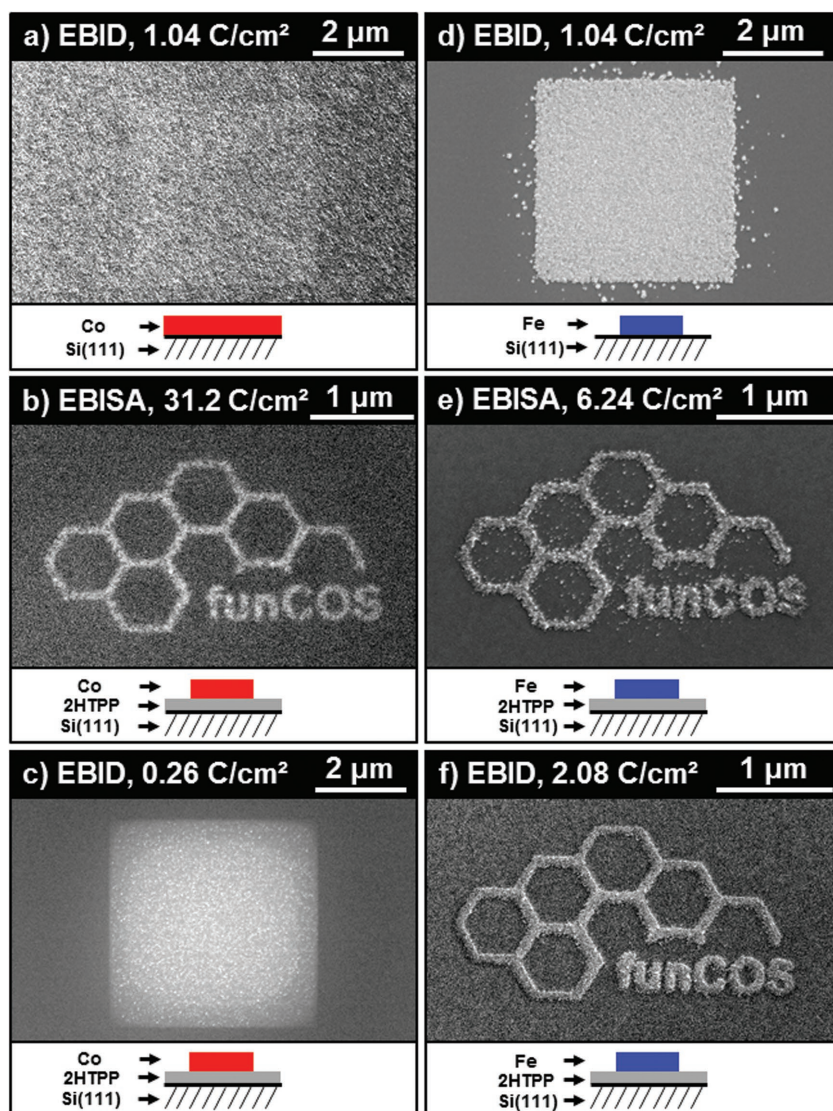 a) EBID, 1.04 C/cm² 2 µm
Co
Si(111)
b) EBISA, 31.2 C/cm² 1 µm
funCOS
Co
2HTPP
Si(111)
c) EBID, 0.26 C/cm² 2 µm
Co
2HTPP
Si(111)
d) EBID, 1.04 C/cm² 2 µm
Fe
Si(111)
e) EBISA, 6.24 C/cm² 1 µm
funCOS
Fe
2HTPP
Si(111)
f) EBID, 2.08 C/cm² 1 µm
funCOS
Fe
2HTPP
Si(111)